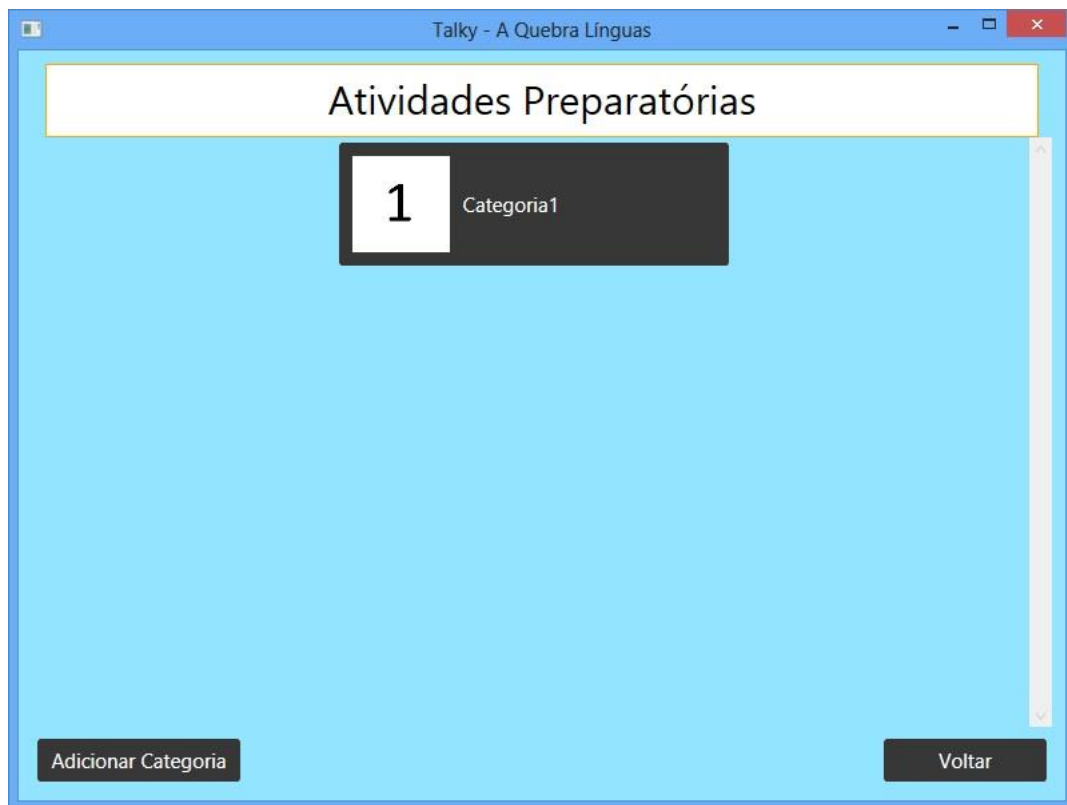 Talky - A Quebra Línguas
Atividades Preparatórias
1
Categoria1
Adicionar Categoria
Voltar